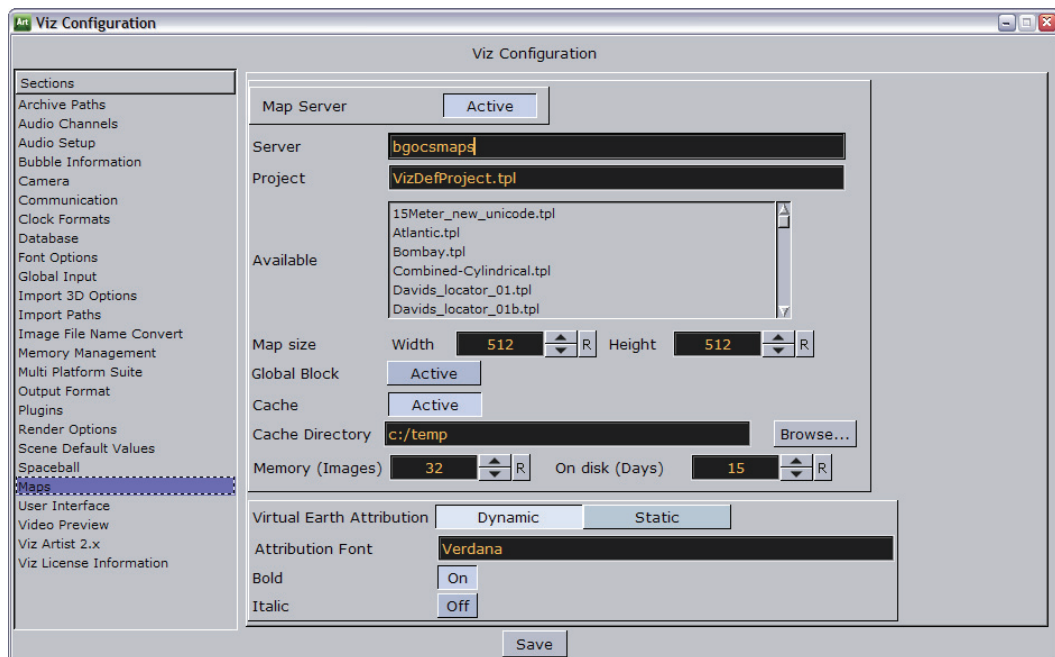 Art Viz Configuration
Viz Configuration
Sections
Archive Paths
Audio Channels
Audio Setup
Bubble Information
Camera
Communication
Clock Formats
Database
Font Options
Global Input
Import 3D Options
Import Paths
Image File Name Convert
Memory Management
Multi Platform Suite
Output Format
Plugins
Render Options
Scene Default Values
Spaceball
Maps
User Interface
Video Preview
Viz Artist 2.x
Viz License Information
Map Server Active
Server bgocsmaps
Project VizDefProject.tpl
Available
15Meter_new_unicode.tpl
Atlantic.tpl
Bombay.tpl
Combined-Cylindrical.tpl
Davids_locator_01.tpl
Davids_locator_01b.tpl
Map size Width 512 R Height 512 R
Global Block Active
Cache Active
Cache Directory c:/temp Browse...
Memory (Images) 32 R On disk (Days) 15 R
Virtual Earth Attribution Dynamic Static
Attribution Font Verdana
Bold On
Italic Off
Save